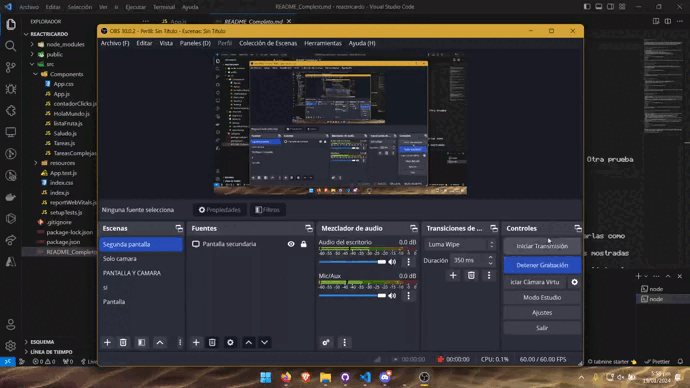 Archivo Editar Selección Ver Ir Ejecutar Terminal Ayuda
README_Completo.md - Visual Studio Code
EXPLORADOR
App.js
README_Completo.md
REACTRICARDO
node_modules
public
src
Components
App.css
App.js
contadorClicks.js
HolaMundo.js
listaFruta.js
Saludo.js
Tareas.js
TareasComplejas
resources
App.test.js
index.css
index.js
reportWebVitals.js
setupTests.js
.gitignore
package-lock.json
package.json
README_Completo
ESQUEMA
LÍNEA DE TIEMPO
OBS 30.0.2 - Perfil: Sin Título - Escenas: Sin Título
Archivo (F) Editar Vista Paneles (D) Perfil Colección de Escenas Herramientas Ayuda (H)
Ninguna fuente selecciona
Propiedades
Filtros
Escenas
Segunda pantalla
Solo camara
PANTALLA Y CAMARA
si
Pantalla
Fuentes
Pantalla secundaria
Mezclador de audio
Audio del escritorio 0.0 dB
Mic/Aux 0.0 dB
Transiciones de ...
Luma Wipe
Duración 350 ms
Controles
Iniciar Transmisión
Detener Grabación
iciar Cámara Virtu
Modo Estudio
Ajustes
Salir
00:00:00
00:00:00
CPU: 0.1%
60.00 / 60.00 FPS
Otra prueba
arlas como
s mostradas
node
node
tabnine starter
Prettier